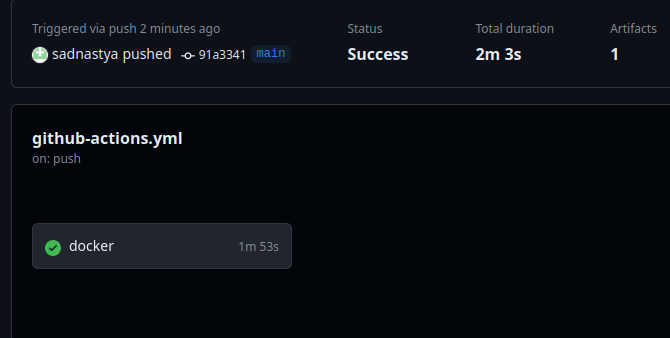 Triggered via push 2 minutes ago
sadnastya pushed 91a3341 main
Status
Success
Total duration
2m 3s
Artifacts
1
github-actions.yml
on: push
docker 1m 53s